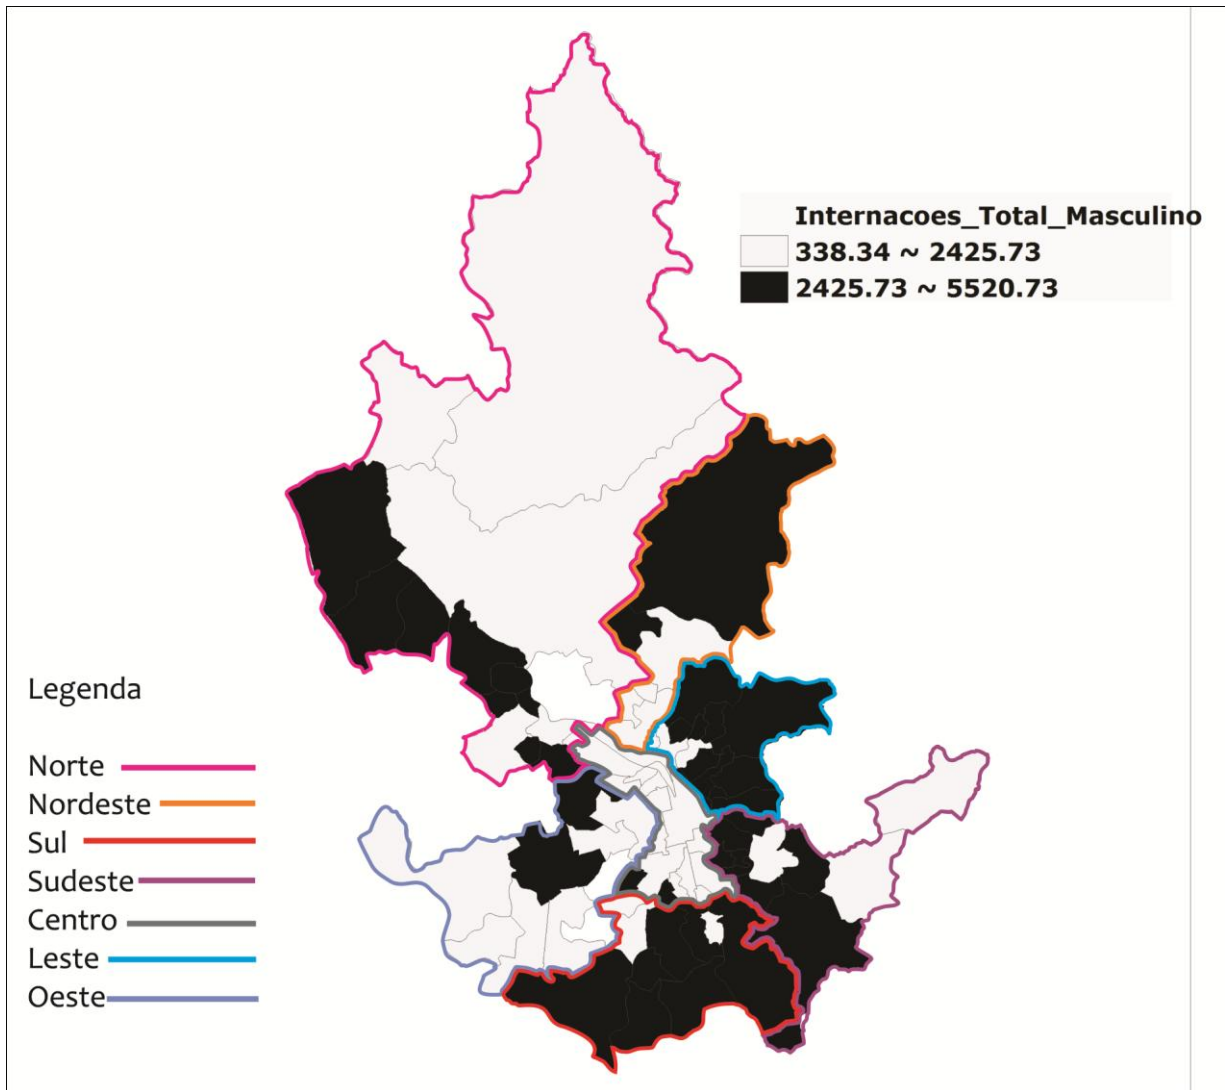 Internacoes_Total_Masculino
338.34 ~ 2425.73
2425.73 ~ 5520.73
Legenda
Norte
Nordeste
Sul
Sudeste
Centro
Leste
Oeste